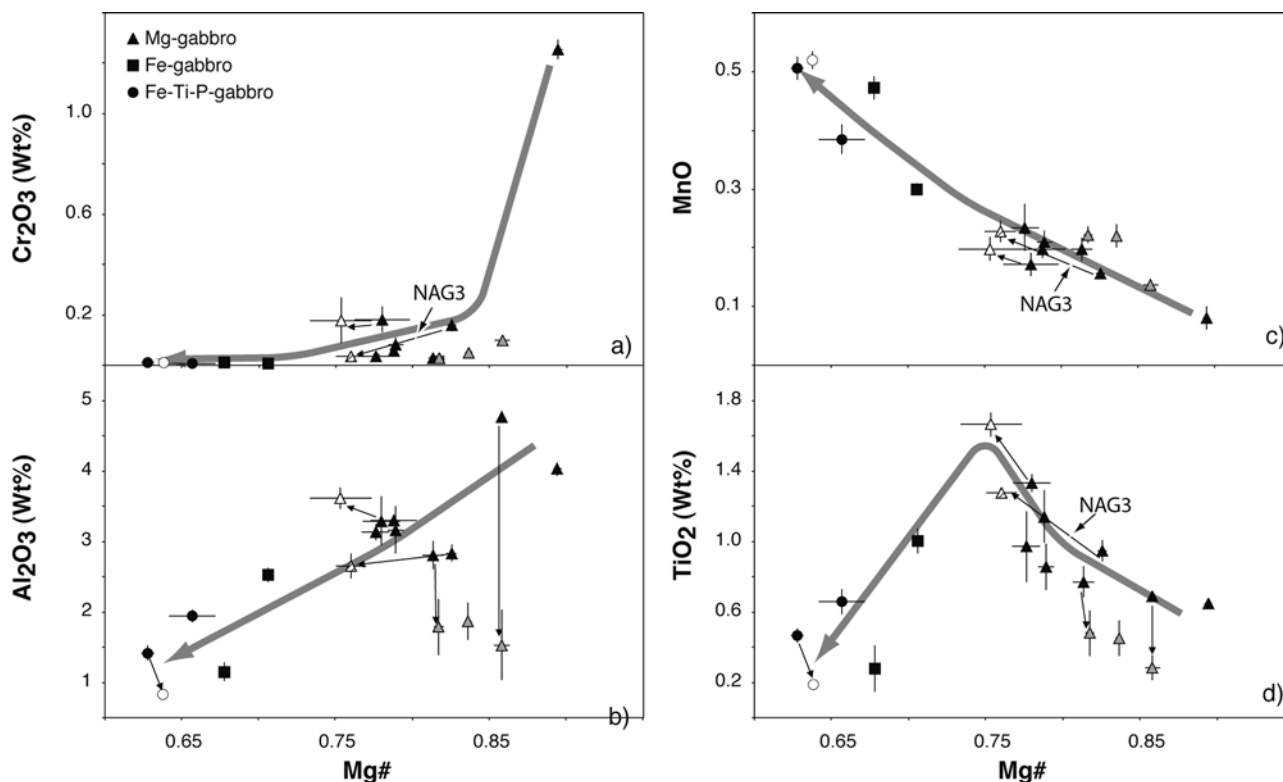 Mg-gabbro
Fe-gabbro
Fe-Ti-P-gabbro
Cr2O3 (Wt%)
1.0
0.6
0.2
NAG3
a)
MnO
0.5
0.3
0.1
NAG3
c)
Al2O3 (Wt%)
5
4
3
2
1
b)
0.65
0.75
0.85
Mg#
TiO2 (Wt%)
1.8
1.4
1.0
0.6
0.2
NAG3
d)
0.65
0.75
0.85
Mg#